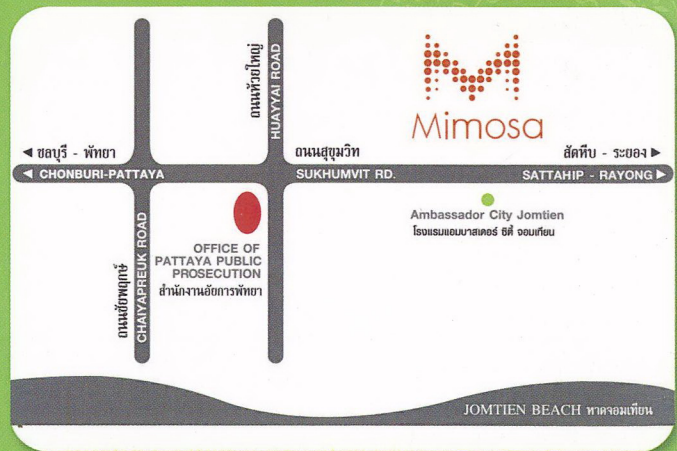 ถนนห้วยใหญ่
HUAYYAI ROAD
Mimosa
◄ ชลบุรี - พัทยา
ถนนสุขุมวิท
สัตหีบ - ระยอง ►
◄ CHONBURI-PATTAYA
SUKHUMVIT RD.
SATTAHIP - RAYONG ►
Ambassador City Jomtien
โรงแรมแอมบาสเดอร์ ซิตี้ จอมเทียน
OFFICE OF
PATTAYA PUBLIC
PROSECUTION
สำนักงานอัยการพัทยา
ถนนชัยพฤกษ์
CHAIYAPREUK ROAD
JOMTIEN BEACH หาดจอมเทียน